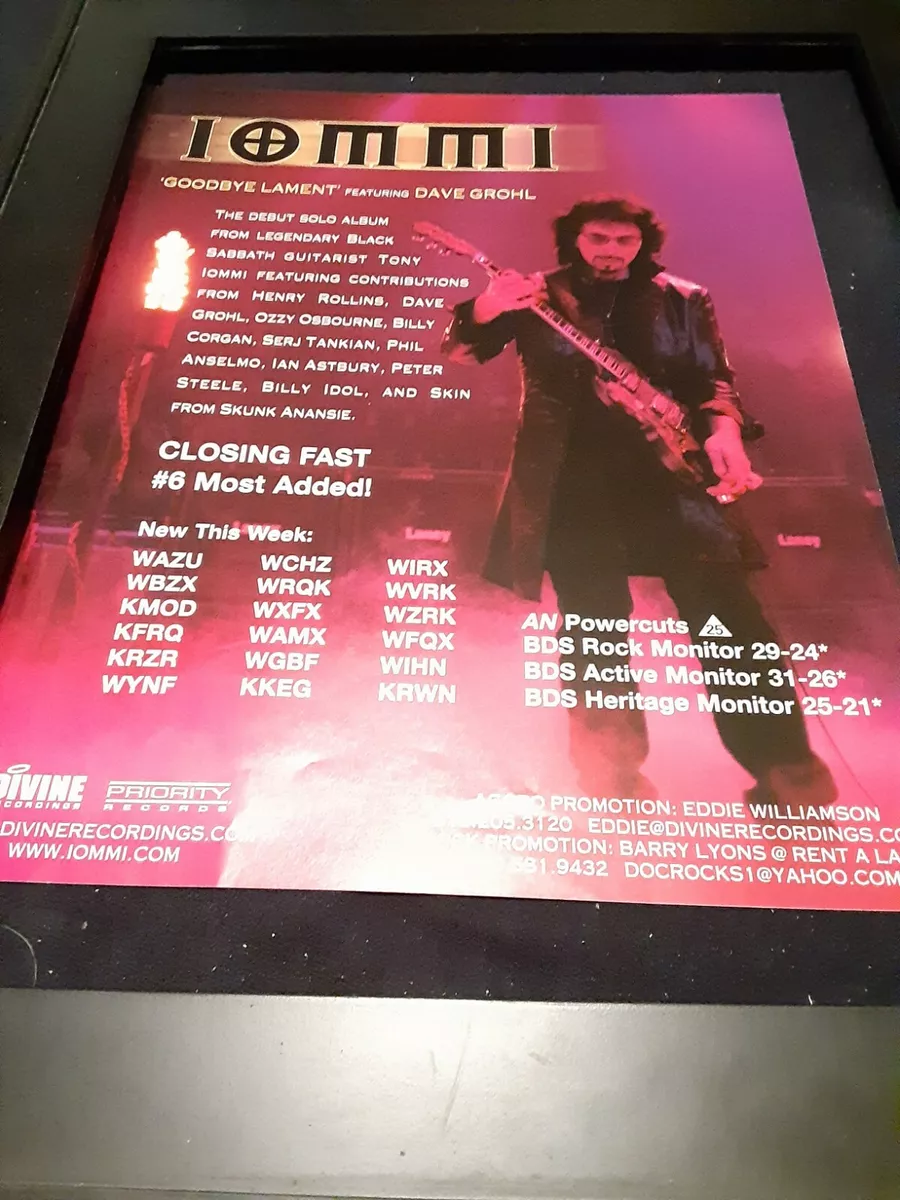 IOMMI
'GOODBYE LAMENT' FEATURING DAVE GROHL
THE DEBUT SOLO ALBUM
FROM LEGENDARY BLACK
SABBATH GUITARIST TONY
IOMMI FEATURING CONTRIBUTIONS
FROM HENRY ROLLINS, DAVE
GROHL, OZZY OSBOURNE, BILLY
CORGAN, SERJ TANKIAN, PHIL
ANSELMO, IAN ASTBURY, PETER
STEELE, BILLY IDOL, AND SKIN
FROM SKUNK ANANSIE.
CLOSING FAST
#6 Most Added!
New This Week:
WAZU WCHZ WIRX
WBZX WRQK WVRK
KMOD WXFX WZRK
KFRQ WAMX WFQX
KRZR WGBF WIHN
WYNF KKEG KRWN
Laney
Laney
AN Powercuts 25
BDS Rock Monitor 29-24*
BDS Active Monitor 31-26*
BDS Heritage Monitor 25-21*
DIVINE
RECORDINGS
PRIORITY
RECORDS
DIVINERECORDINGS.CO
WWW.IOMMI.COM
PROMOTION: EDDIE WILLIAMSON
.3120 EDDIE@DIVINERECORDINGS.CO
PROMOTION: BARRY LYONS @ RENT A LA
.9432 DOCROCKS1@YAHOO.COM